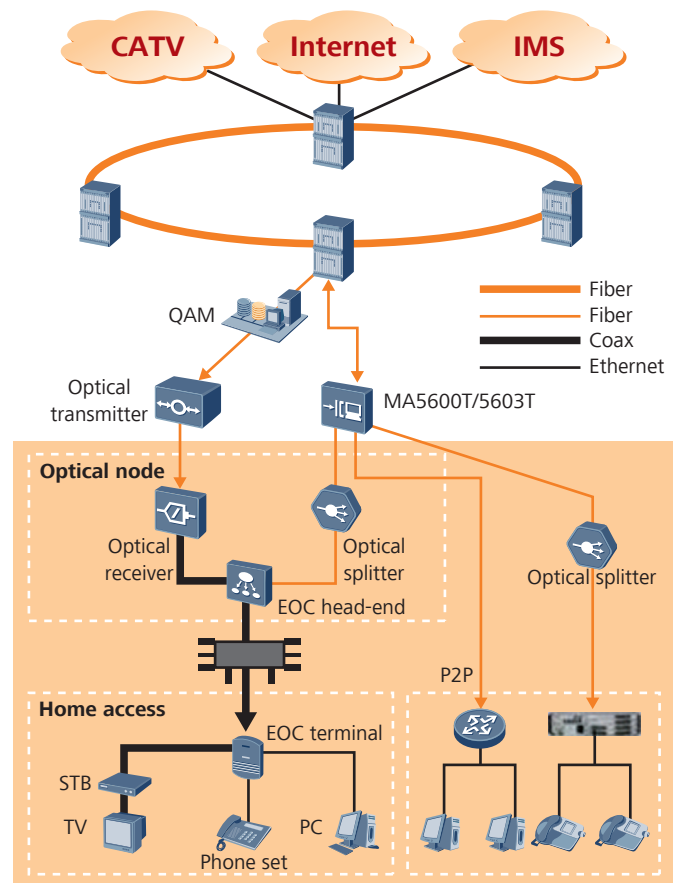 CATV
Internet
IMS
QAM
Fiber
Fiber
Coax
Ethernet
Optical
transmitter
MA5600T/5603T
Optical node
Optical
receiver
Optical
splitter
EOC head-end
Optical splitter
P2P
Home access
EOC terminal
STB
TV
Phone set
PC